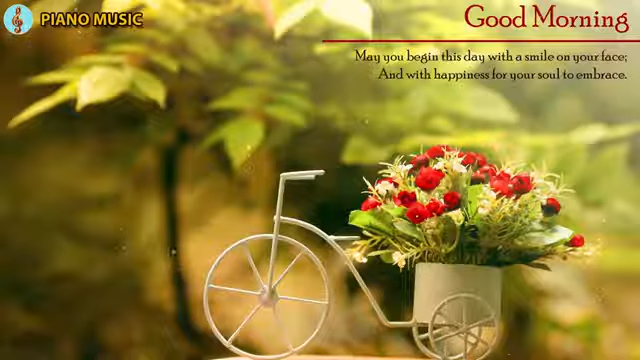 PIANO MUSIC
Good Morning
May you begin this day with a smile on your face;
And with happiness for your soul to embrace.